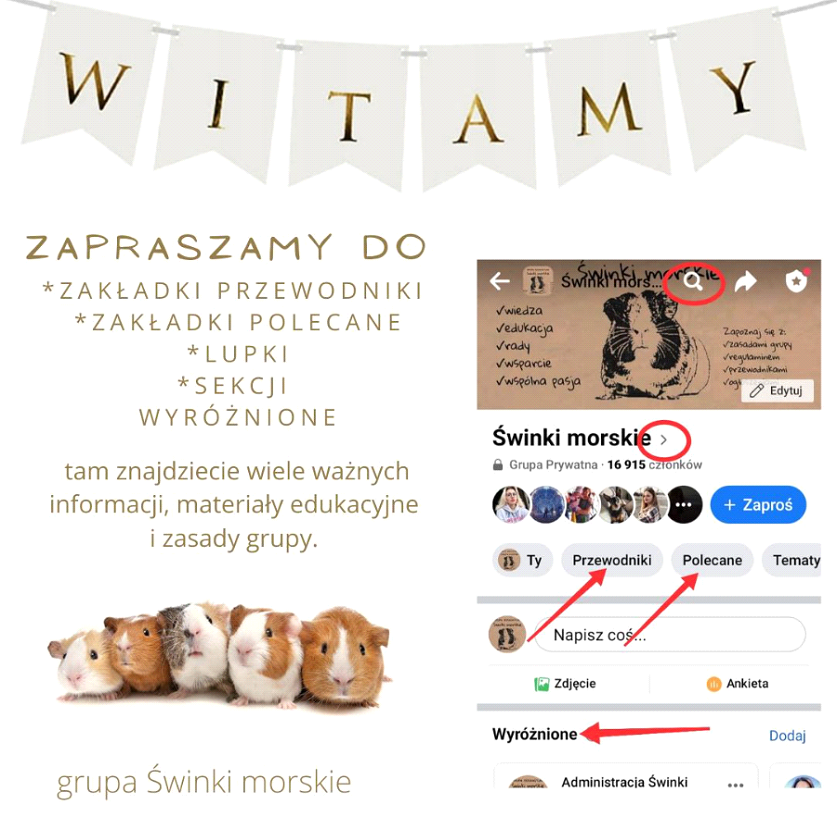 WITAMY
ZAPRASZAMY DO
*ZAKŁADKI PRZEWODNIKI
*ZAKŁADKI POLECANE
*LUPKI
*SEKCJI
WYRÓŻNIONE
tam znajdziecie wiele ważnych
informacji, materiały edukacyjne
i zasady grupy.
grupa Świnki morskie
Świnki morskie
Świnki mors...
✓wiedza
✓edukacja
✓rady
✓wsparcie
✓wspólna pasja
Zapoznaj się z:
✓zasadami grupy
✓regulaminem
✓przewodnikami
Edytuj
Świnki morskie >
Grupa Prywatna · 16 915 członków
+ Zaproś
Ty
Przewodniki
Polecane
Tematy
Napisz coś...
Zdjęcie
Ankieta
Wyróżnione
Dodaj
Administracja Świnki